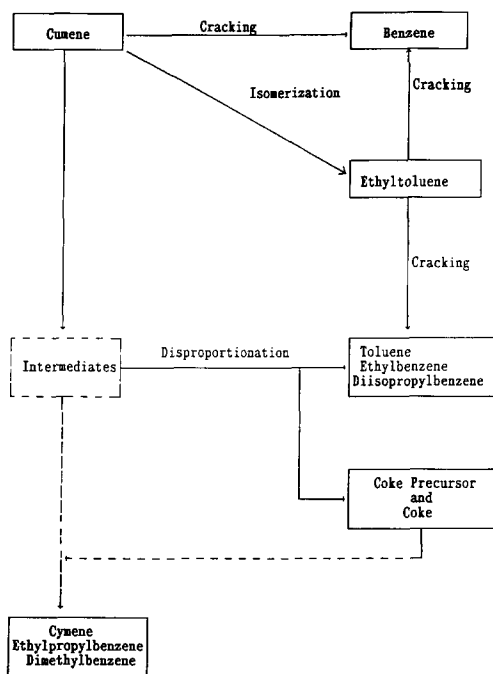 Cumene
Cracking
Benzene
Isomerization
Cracking
Ethyltoluene
Cracking
Intermediates
Disproportionation
Toluene
Ethylbenzene
Diisopropylbenzene
Coke Precursor
and
Coke
Cymene
Ethylpropylbenzene
Dimethylbenzene